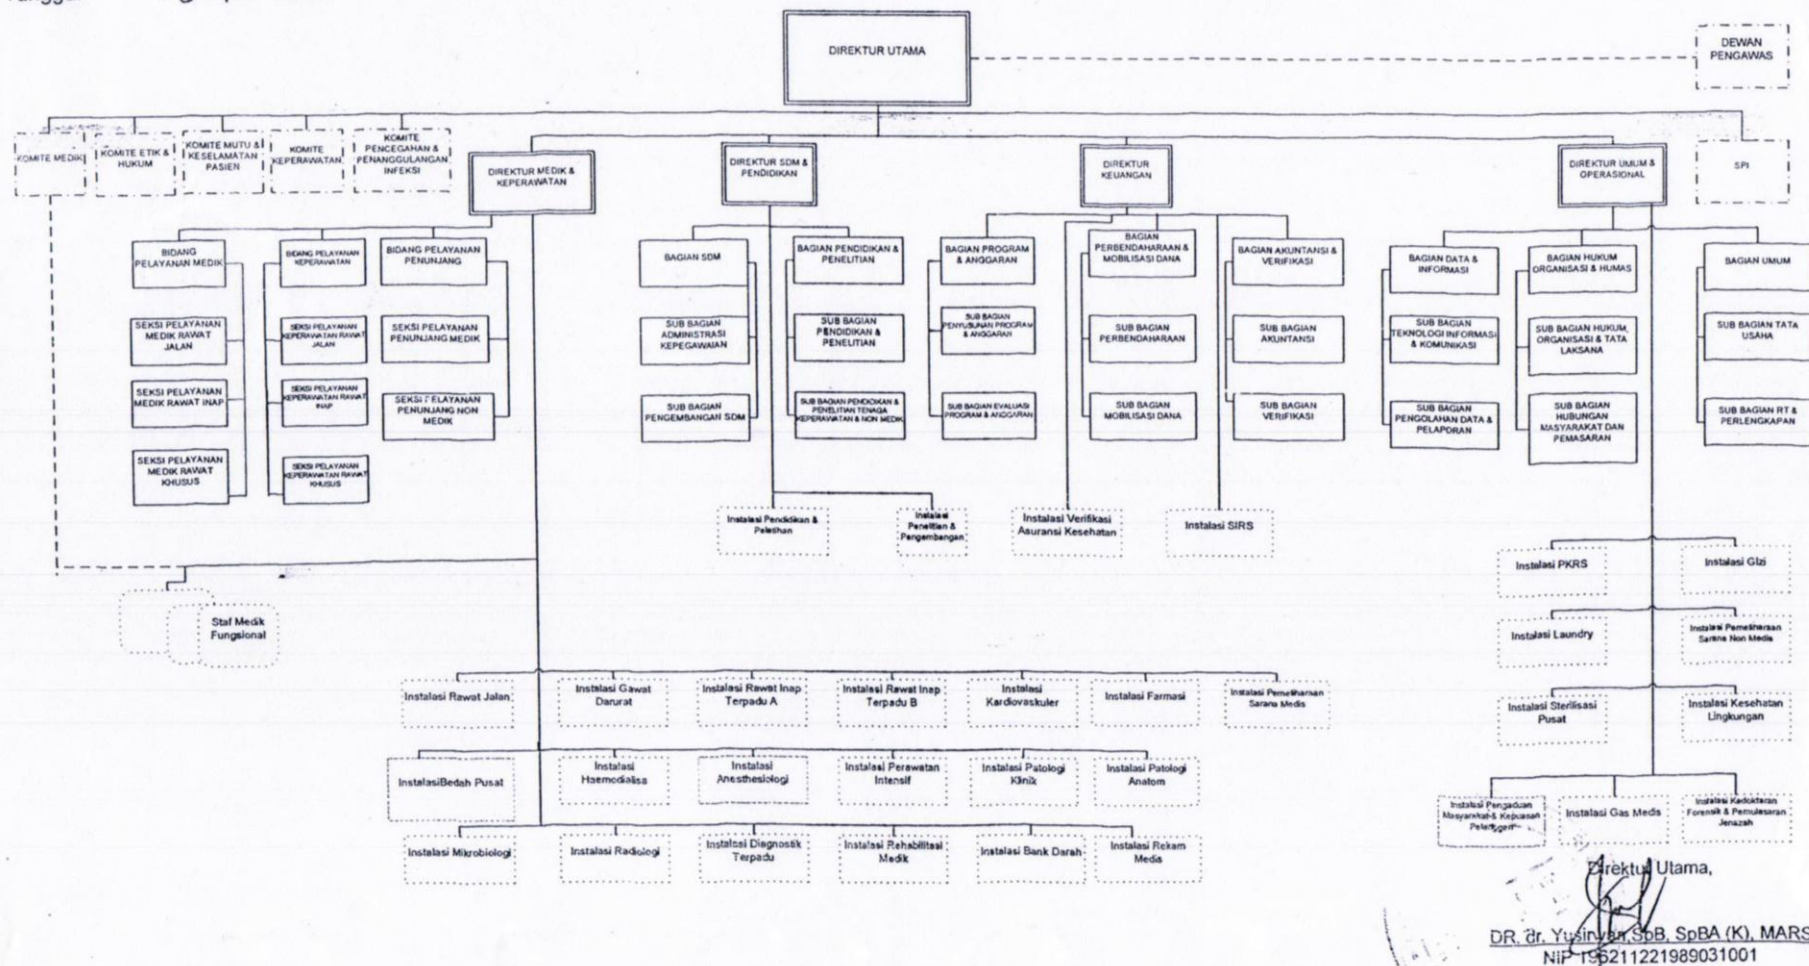 DIREKTUR UTAMA
DEWAN
PENGAWAS
KOMITE MEDIK
KOMITE ETIK &
HUKUM
KOMITE MUTU &
KESELAMATAN
PASIEN
KOMITE
KEPERAWATAN
KOMITE
PENCEGAHAN &
PENANGGULANGAN
INFEKSI
DIREKTUR MEDIK &
KEPERAWATAN
DIREKTUR SDM &
PENDIDIKAN
DIREKTUR
KEUANGAN
DIREKTUR UMUM &
OPERASIONAL
SPI
BIDANG
PELAYANAN MEDIK
BIDANG PELAYANAN
KEPERAWATAN
BIDANG PELAYANAN
PENUNJANG
BAGIAN SDM
BAGIAN PENDIDIKAN &
PENELITIAN
BAGIAN PROGRAM
& ANGGARAN
BAGIAN
PERBENDAHARAAN &
MOBILISASI DANA
BAGIAN AKUNTANSI &
VERIFIKASI
BAGIAN DATA &
INFORMASI
BAGIAN HUKUM
ORGANISASI & HUMAS
BAGIAN UMUM
SEKSI PELAYANAN
MEDIK RAWAT
JALAN
SEKSI PELAYANAN
KEPERAWATAN RAWAT
JALAN
SEKSI PELAYANAN
PENUNJANG MEDIK
SUB BAGIAN
ADMINISTRASI
KEPEGAWAIAN
SUB BAGIAN
PENDIDIKAN &
PENELITIAN
SUB BAGIAN
PENYUSUNAN PROGRAM
& ANGGARAN
SUB BAGIAN
PERBENDAHARAAN
SUB BAGIAN
AKUNTANSI
SUB BAGIAN
TEKNOLOGI INFORMASI
& KOMUNIKASI
SUB BAGIAN HUKUM,
ORGANISASI & TATA
LAKSANA
SUB BAGIAN TATA
USAHA
SEKSI PELAYANAN
MEDIK RAWAT INAP
SEKSI PELAYANAN
KEPERAWATAN RAWAT
INAP
SEKSI PELAYANAN
PENUNJANG NON
MEDIK
SUB BAGIAN
PENGEMBANGAN SDM
SUB BAGIAN PENDIDIKAN &
PENELITIAN TENAGA
KEPERAWATAN & NON MEDIK
SUB BAGIAN EVALUASI
PROGRAM & ANGGARAN
SUB BAGIAN
MOBILISASI DANA
SUB BAGIAN
VERIFIKASI
SUB BAGIAN
PENGOLAHAN DATA &
PELAPORAN
SUB BAGIAN
HUBUNGAN
MASYARAKAT DAN
PEMASARAN
SUB BAGIAN RT &
PERLENGKAPAN
SEKSI PELAYANAN
MEDIK RAWAT
KHUSUS
SEKSI PELAYANAN
KEPERAWATAN RAWAT
KHUSUS
Instalasi Pendidikan &
Pelatihan
Instalasi
Penelitian &
Pengembangan
Instalasi Verifikasi
Asuransi Kesehatan
Instalasi SIRS
Instalasi PKRS
Instalasi Gizi
Staf Medik
Fungsional
Instalasi Laundry
Instalasi Pemeliharaan
Sarana Non Medis
Instalasi Rawat Jalan
Instalasi Gawat
Darurat
Instalasi Rawat Inap
Terpadu A
Instalasi Rawat Inap
Terpadu B
Instalasi
Kardiovaskuler
Instalasi Farmasi
Instalasi Pemeliharaan
Sarana Medis
Instalasi Sterilisasi
Pusat
Instalasi Kesehatan
Lingkungan
InstalasiBedah Pusat
Instalasi
Haemodialisa
Instalasi
Anesthesiologi
Instalasi Perawatan
Intensif
Instalasi Patologi
Klinik
Instalasi Patologi
Anatom
Instalasi Pengaduan
Masyarakat & Kepuasan
Pelanggan
Instalasi Gas Medis
Instalasi Kedokteran
Forensik & Pemulasaran
Jenazah
Instalasi Mikrobiologi
Instalasi Radiologi
Instalasi Diagnostik
Terpadu
Instalasi Rehabilitasi
Medik
Instalasi Bank Darah
Instalasi Rekam
Medis
Direktur Utama,
DR. dr. Yusirwan,SpB, SpBA (K), MARS
NIP 196211221989031001